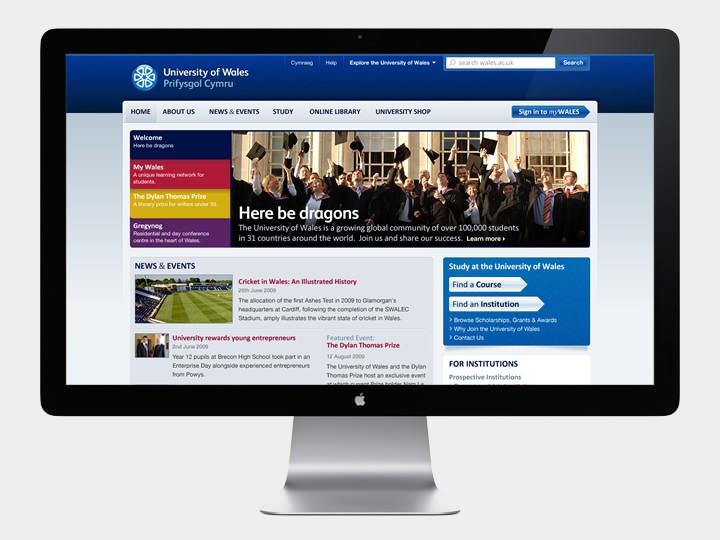 Cymraeg Help Explore the University of Wales search wales.ac.uk Search
University of Wales
Prifysgol Cymru
HOME ABOUT US NEWS & EVENTS STUDY ONLINE LIBRARY UNIVERSITY SHOP Sign in to myWALES
Welcome
Here be dragons
My Wales
A unique learning network for
students.
The Dylan Thomas Prize
A literary prize for writers under 30.
Gregynog
Residential and day conference
centre in the heart of Wales.
Here be dragons
The University of Wales is a growing global community of over 100,000 students
in 31 countries around the world. Join us and share our success. Learn more
NEWS & EVENTS
Cricket in Wales: An Illustrated History
26th June 2009
The allocation of the first Ashes Test in 2009 to Glamorgan's
headquarters at Cardiff, following the completion of the SWALEC
Stadium, amply illustrates the vibrant state of cricket in Wales.
University rewards young entrepreneurs
2nd June 2009
Year 12 pupils at Brecon High School took part in an
Enterprise Day alongside experienced entrepreneurs
from Powys.
Featured Event:
The Dylan Thomas Prize
12 August 2009
The University of Wales and the Dylan
Thomas Prize host an exclusive event
at which current Prize holder Nam Le
Study at the University of Wales
Find a Course
Find an Institution
Browse Scholarships, Grants & Awards
Why Join the University of Wales
Contact Us
FOR INSTITUTIONS
Prospective Institutions